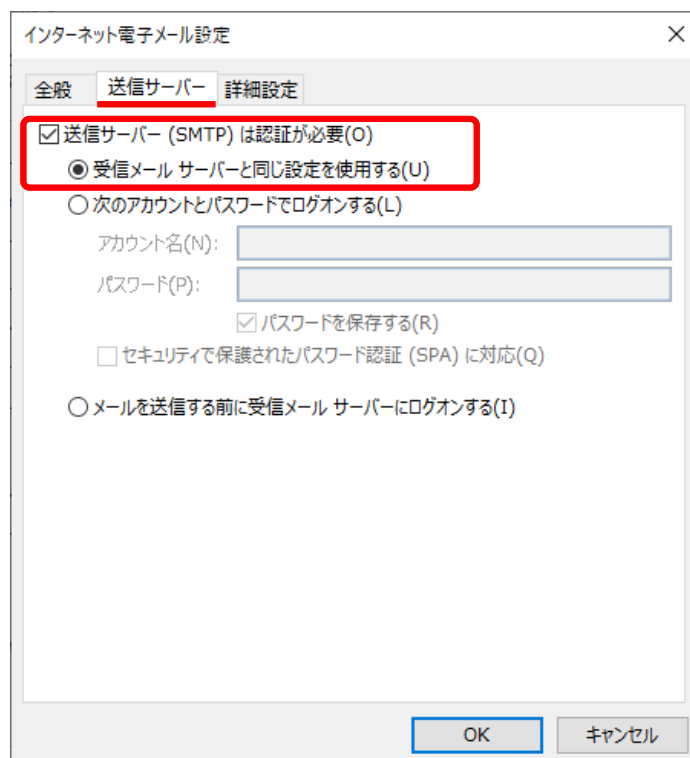 インターネット電子メール設定
全般 送信サーバー 詳細設定
送信サーバー (SMTP) は認証が必要(O)
受信メール サーバーと同じ設定を使用する(U)
次のアカウントとパスワードでログオンする(L)
アカウント名(N):
パスワード(P):
パスワードを保存する(R)
セキュリティで保護されたパスワード認証 (SPA) に対応(Q)
メールを送信する前に受信メール サーバーにログオンする(I)
OK キャンセル